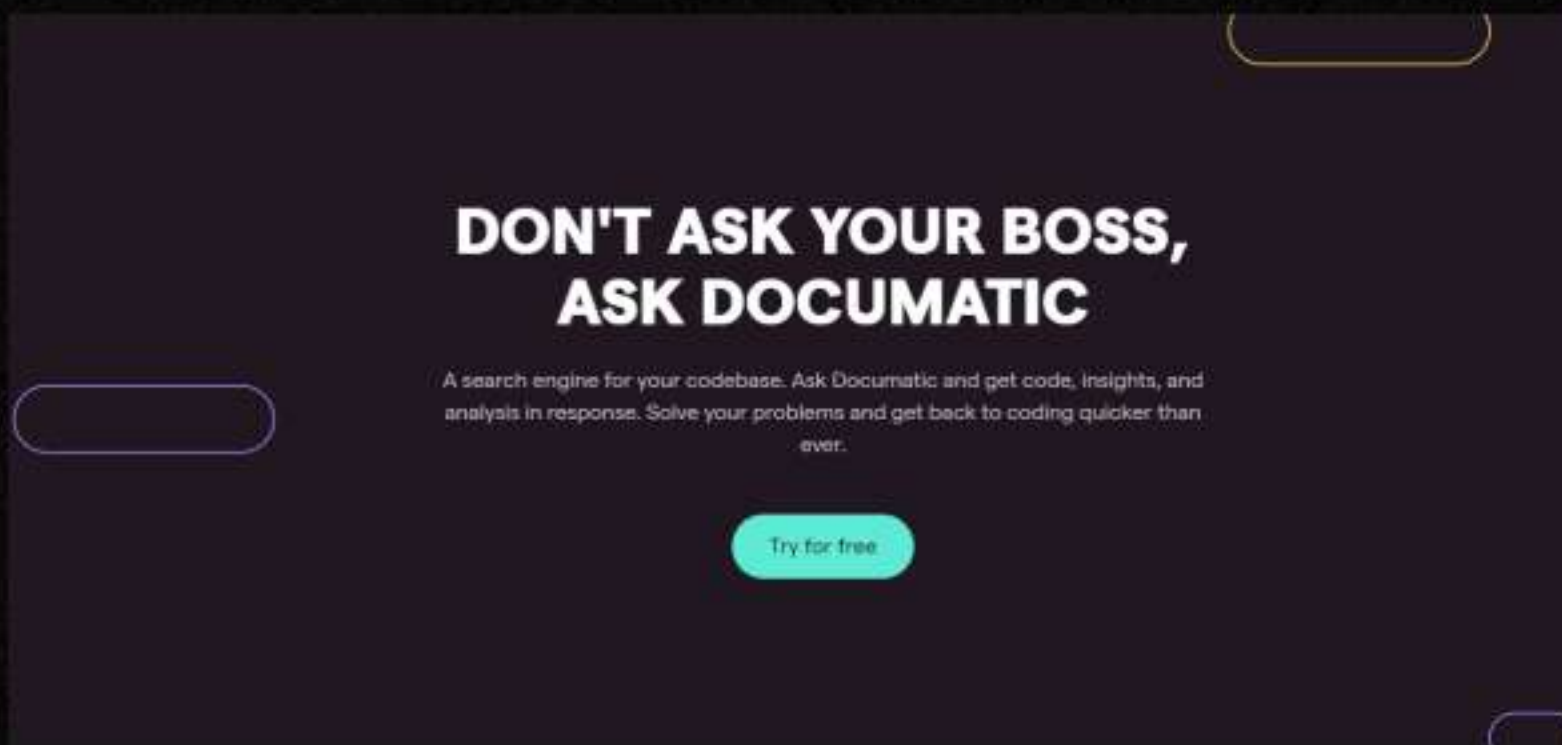 DON'T ASK YOUR BOSS,
ASK DOCUMATIC
A search engine for your codebase. Ask Documatic and get code, insights, and
analysis in response. Solve your problems and get back to coding quicker than
ever.
Try for free